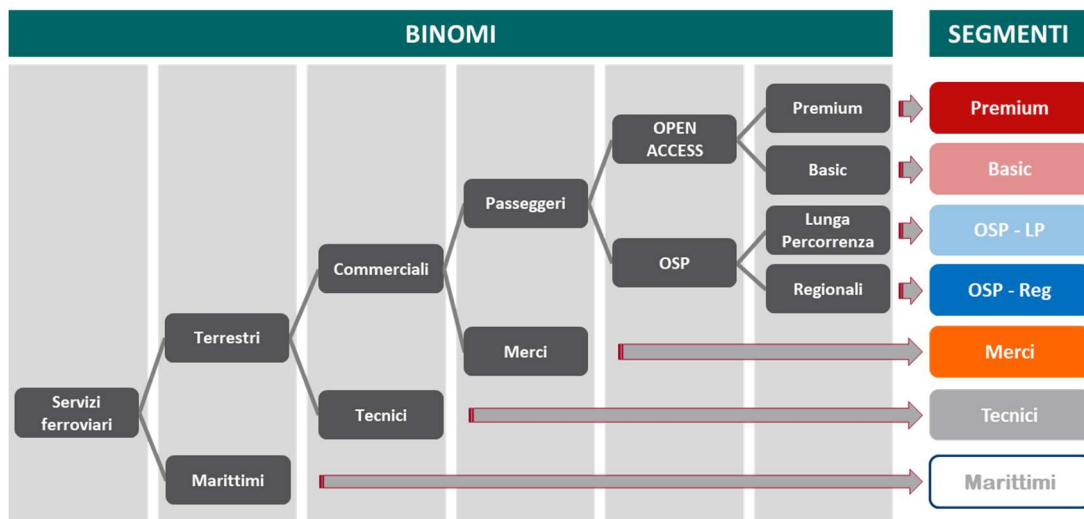 BINOMI
SEGMENTI
Premium
Premium
OPEN
ACCESS
Basic
Basic
Passeggeri
Lunga
Percorrenza
OSP - LP
OSP
Commerciali
Regionali
OSP - Reg
Terrestri
Merci
Merci
Servizi
ferroviari
Tecnici
Tecnici
Marittimi
Marittimi